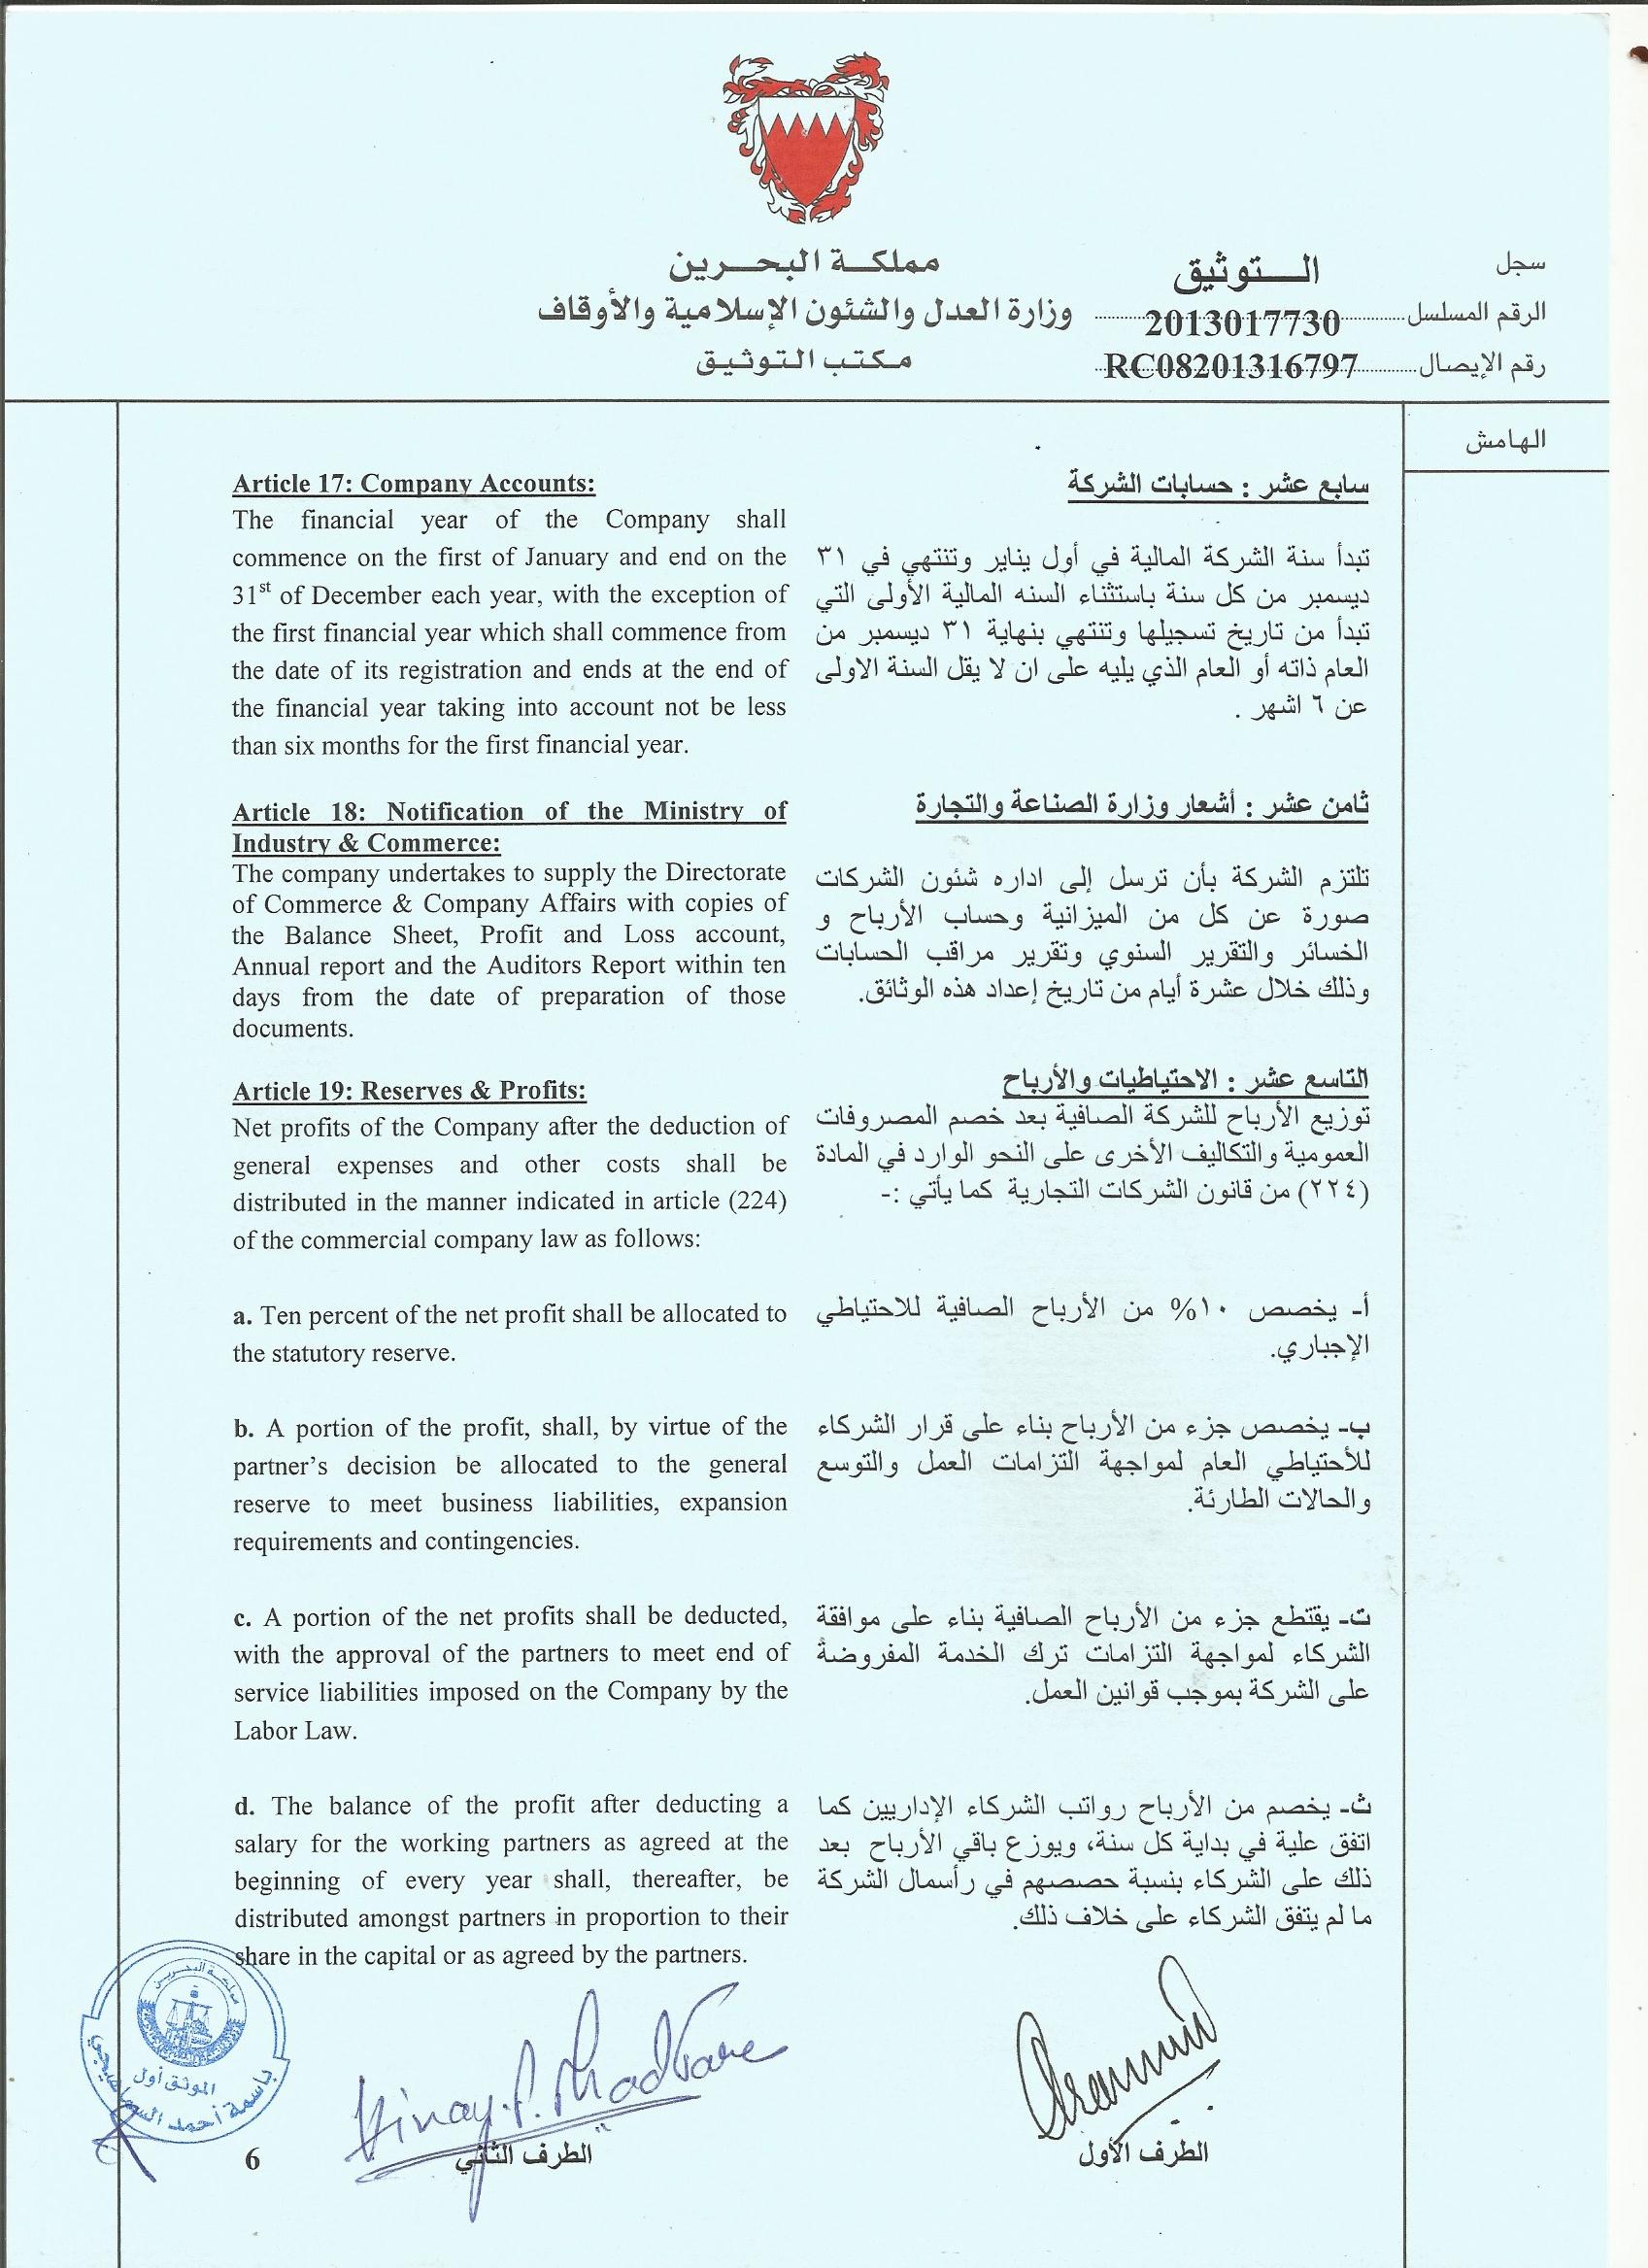 مملكة البحرين
وزارة العدل والشئون الإسلامية والأوقاف
مكتب التوثيق
التوثيق
سجل
الرقم المسلسل 2013017730
رقم الإيصال RC08201316797
الهامش
Article 17: Company Accounts:
The financial year of the Company shall
commence on the first of January and end on the
31st of December each year, with the exception of
the first financial year which shall commence from
the date of its registration and ends at the end of
the financial year taking into account not be less
than six months for the first financial year.
سابع عشر : حسابات الشركة
تبدأ سنة الشركة المالية في أول يناير وتنتهي في ٣١
ديسمبر من كل سنة باستثناء السنه المالية الأولى التي
تبدأ من تاريخ تسجيلها وتنتهي بنهاية ٣١ ديسمبر من
العام ذاته أو العام الذي يليه على ان لا يقل السنة الاولى
عن ٦ اشهر .
Article 18: Notification of the Ministry of
Industry & Commerce:
The company undertakes to supply the Directorate
of Commerce & Company Affairs with copies of
the Balance Sheet, Profit and Loss account,
Annual report and the Auditors Report within ten
days from the date of preparation of those
documents.
ثامن عشر : أشعار وزارة الصناعة والتجارة
تلتزم الشركة بأن ترسل إلى اداره شئون الشركات
صورة عن كل من الميزانية وحساب الأرباح و
الخسائر والتقرير السنوي وتقرير مراقب الحسابات
وذلك خلال عشرة أيام من تاريخ إعداد هذه الوثائق.
Article 19: Reserves & Profits:
Net profits of the Company after the deduction of
general expenses and other costs shall be
distributed in the manner indicated in article (224)
of the commercial company law as follows:
a. Ten percent of the net profit shall be allocated to
the statutory reserve.
b. A portion of the profit, shall, by virtue of the
partner's decision be allocated to the general
reserve to meet business liabilities, expansion
requirements and contingencies.
c. A portion of the net profits shall be deducted,
with the approval of the partners to meet end of
service liabilities imposed on the Company by the
Labor Law.
d. The balance of the profit after deducting a
salary for the working partners as agreed at the
beginning of every year shall, thereafter, be
distributed amongst partners in proportion to their
share in the capital or as agreed by the partners.
التاسع عشر : الاحتياطيات والأرباح
توزيع الأرباح للشركة الصافية بعد خصم المصروفات
العمومية والتكاليف الأخرى على النحو الوارد في المادة
(٢٢٤) من قانون الشركات التجارية كما يأتي :-
أ- يخصص ١٠% من الأرباح الصافية للاحتياطي
الإجباري.
ب- يخصص جزء من الأرباح بناء على قرار الشركاء
للأحتياطي العام لمواجهة التزامات العمل والتوسع
والحالات الطارئة.
ت- يقتطع جزء من الأرباح الصافية بناء على موافقة
الشركاء لمواجهة التزامات ترك الخدمة المفروضة
على الشركة بموجب قوانين العمل.
ث- يخصم من الأرباح رواتب الشركاء الإداريين كما
اتفق علية في بداية كل سنة، ويوزع باقي الأرباح بعد
ذلك على الشركاء بنسبة حصصهم في رأسمال الشركة
ما لم يتفق الشركاء على خلاف ذلك.
مملكة البحرين
الموثق أول
باسمة أحمد
الطرف الأول
الطرف الثاني
6